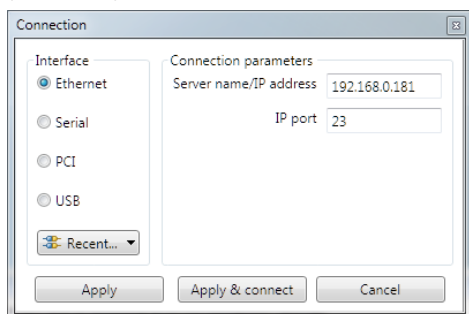 Connection
Interface
Ethernet
Serial
PCI
USB
Recent...
Connection parameters
Server name/IP address 192.168.0.181
IP port 23
Apply Apply & connect Cancel